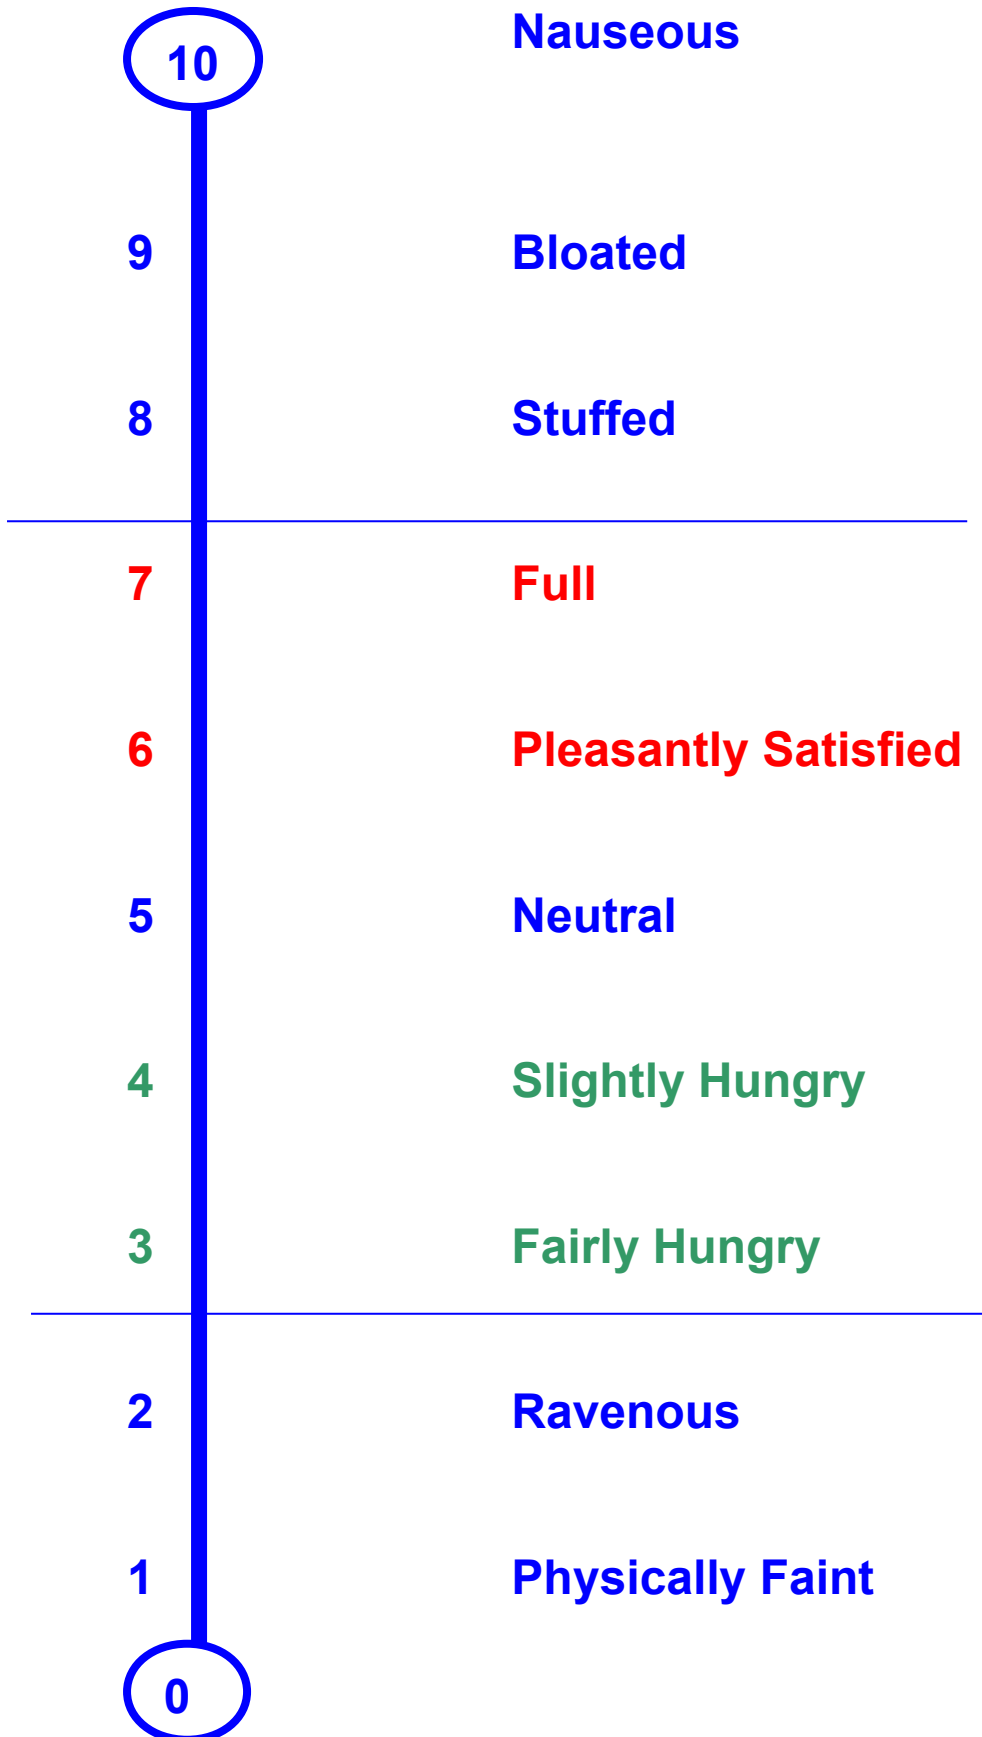 10 Nauseous
9 Bloated
8 Stuffed
7 Full
6 Pleasantly Satisfied
5 Neutral
4 Slightly Hungry
3 Fairly Hungry
2 Ravenous
1 Physically Faint
0